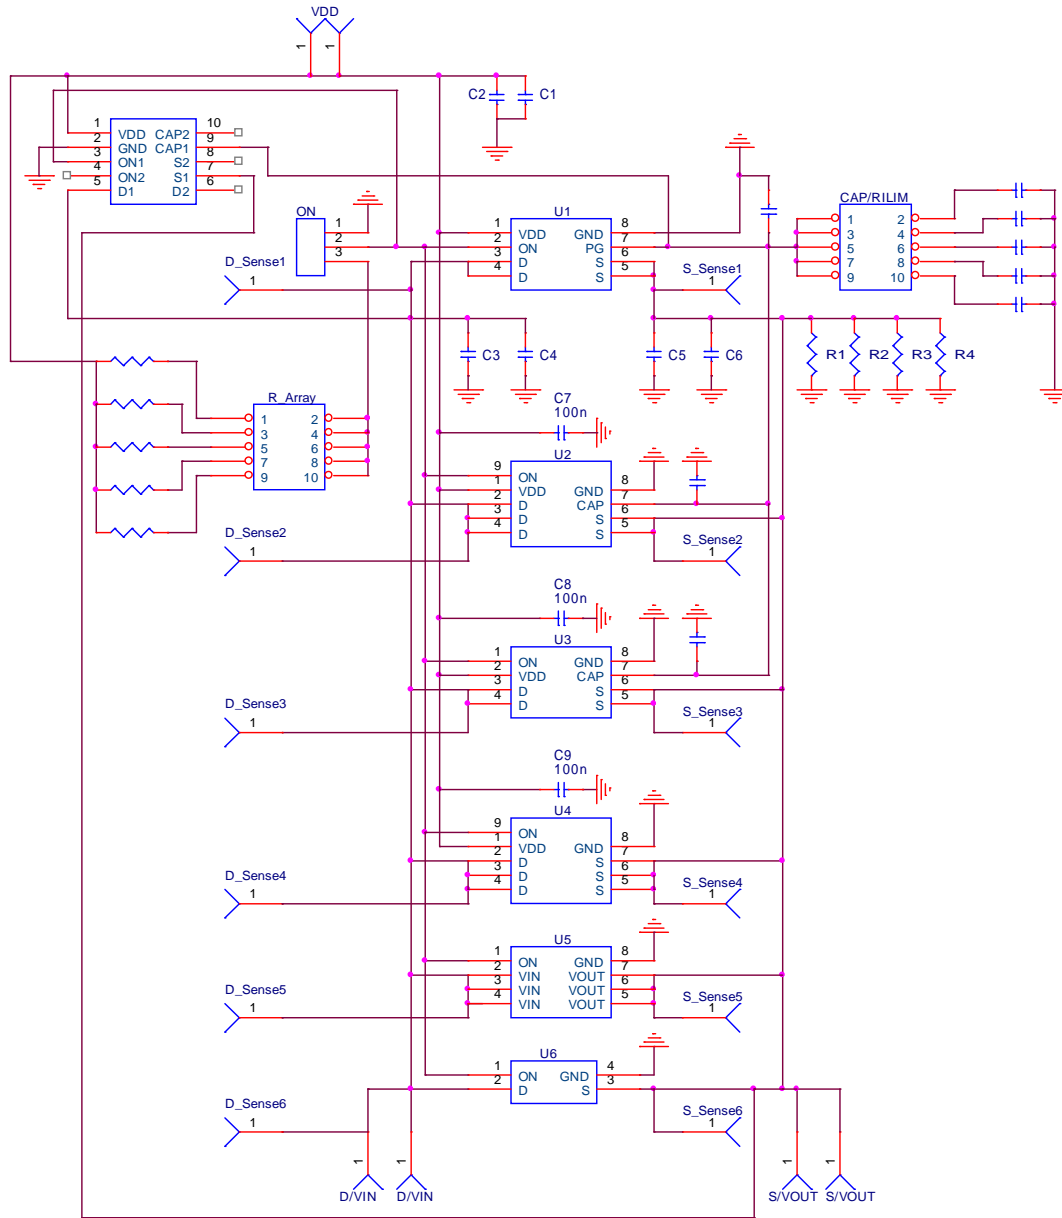 VDD
1 1
C2 C1
1 VDD CAP2 10
2 GND CAP1 9
3 ON1 S2 8
4 ON2 S1 7
5 D1 D2 6
ON
1
2
3
U1
1 VDD GND 8
2 ON PG 7
3 D S 6
4 D S 5
CAP/RILIM
1 2
3 4
5 6
7 8
9 10
D_Sense1
1
S_Sense1
1
C3 C4 C5 C6
R1 R2 R3 R4
R_Array
1 2
3 4
5 6
7 8
9 10
C7
100n
U2
9 ON GND 8
1 VDD CAP 7
2 D S 6
3 D S 5
4 D
D_Sense2
1
S_Sense2
1
C8
100n
U3
1 ON GND 8
2 VDD CAP 7
3 D S 6
4 D S 5
D_Sense3
1
S_Sense3
1
C9
100n
U4
9 ON GND 8
1 VDD S 7
2 D S 6
3 D S 5
4 D
D_Sense4
1
S_Sense4
1
U5
1 ON GND 8
2 VIN VOUT 7
3 VIN VOUT 6
4 VIN VOUT 5
D_Sense5
1
S_Sense5
1
U6
1 ON GND 4
2 D S 3
D_Sense6
1
S_Sense6
1
1 1 1 1
D/VIN D/VIN S/VOUT S/VOUT